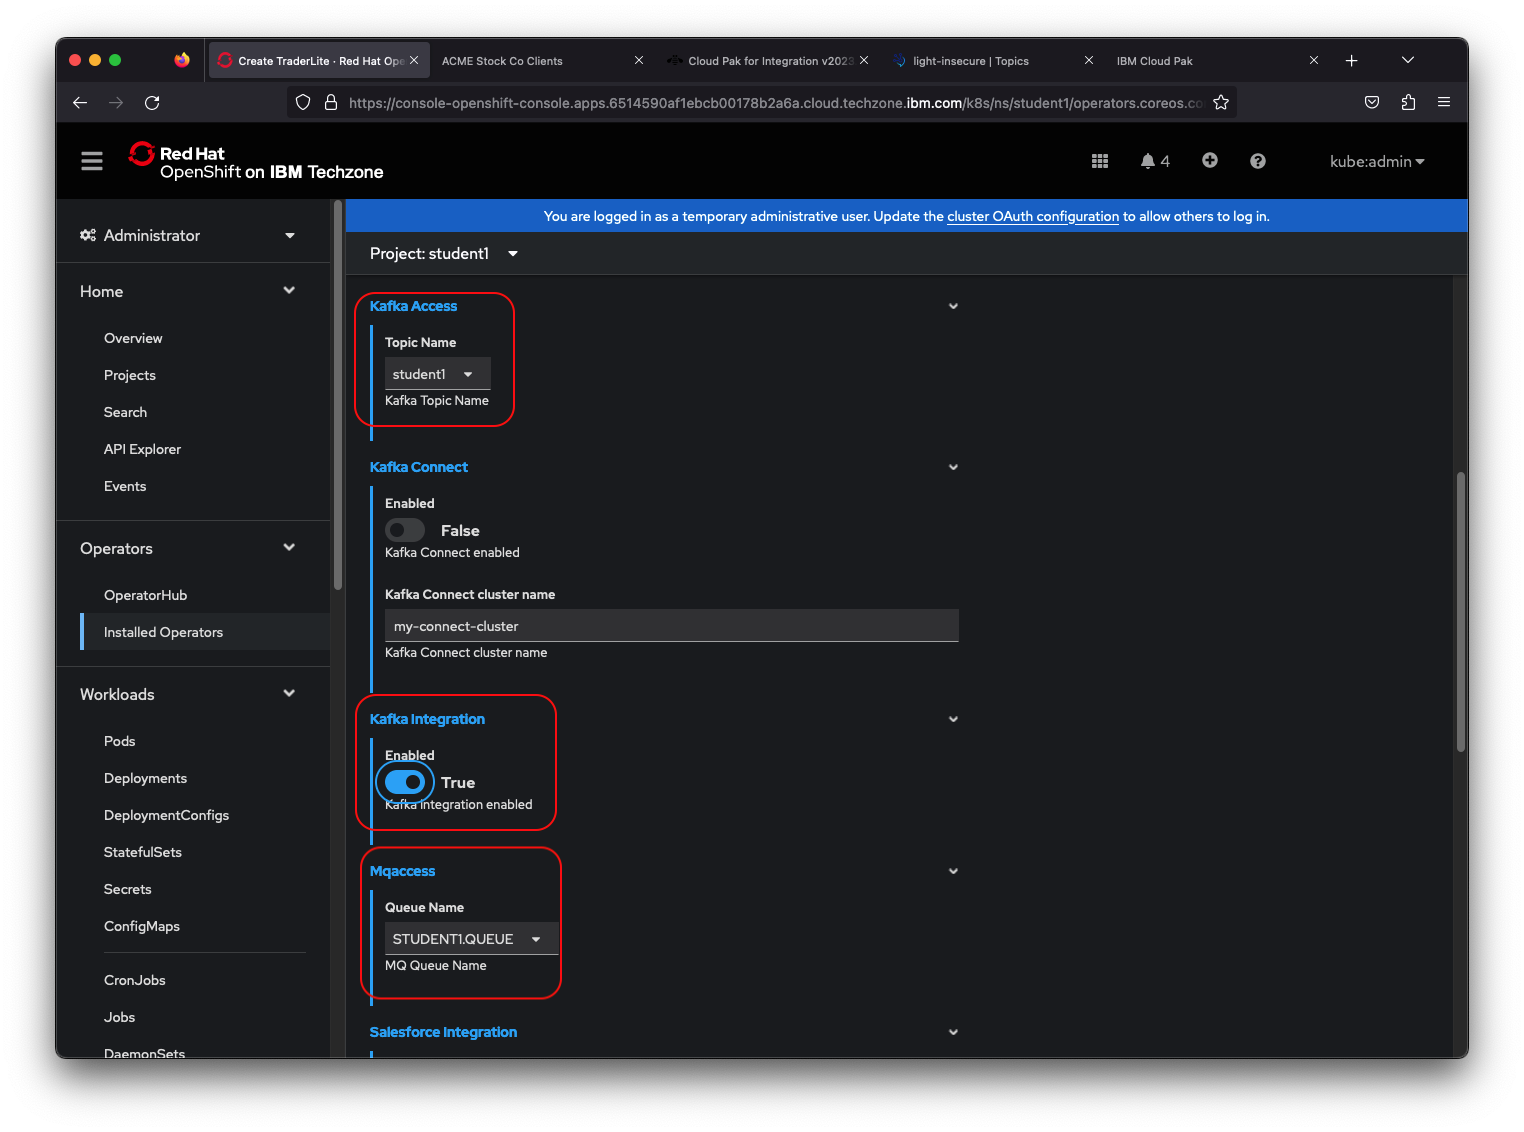 Create TraderLite · Red Hat Ope
ACME Stock Co Clients
Cloud Pak for Integration v2023
light-insecure | Topics
IBM Cloud Pak
https://console-openshift-console.apps.6514590af1ebcb00178b2a6a.cloud.techzone.ibm.com/k8s/ns/student1/operators.coreos.co
Red Hat
OpenShift on IBM Techzone
4
kube:admin
You are logged in as a temporary administrative user. Update the cluster OAuth configuration to allow others to log in.
Administrator
Project: student1
Home
Overview
Projects
Search
API Explorer
Events
Operators
OperatorHub
Installed Operators
Workloads
Pods
Deployments
DeploymentConfigs
StatefulSets
Secrets
ConfigMaps
CronJobs
Jobs
DaemonSets
Kafka Access
Topic Name
student1
Kafka Topic Name
Kafka Connect
Enabled
False
Kafka Connect enabled
Kafka Connect cluster name
my-connect-cluster
Kafka Connect cluster name
Kafka Integration
Enabled
True
Kafka Integration enabled
Mqaccess
Queue Name
STUDENT1.QUEUE
MQ Queue Name
Salesforce Integration